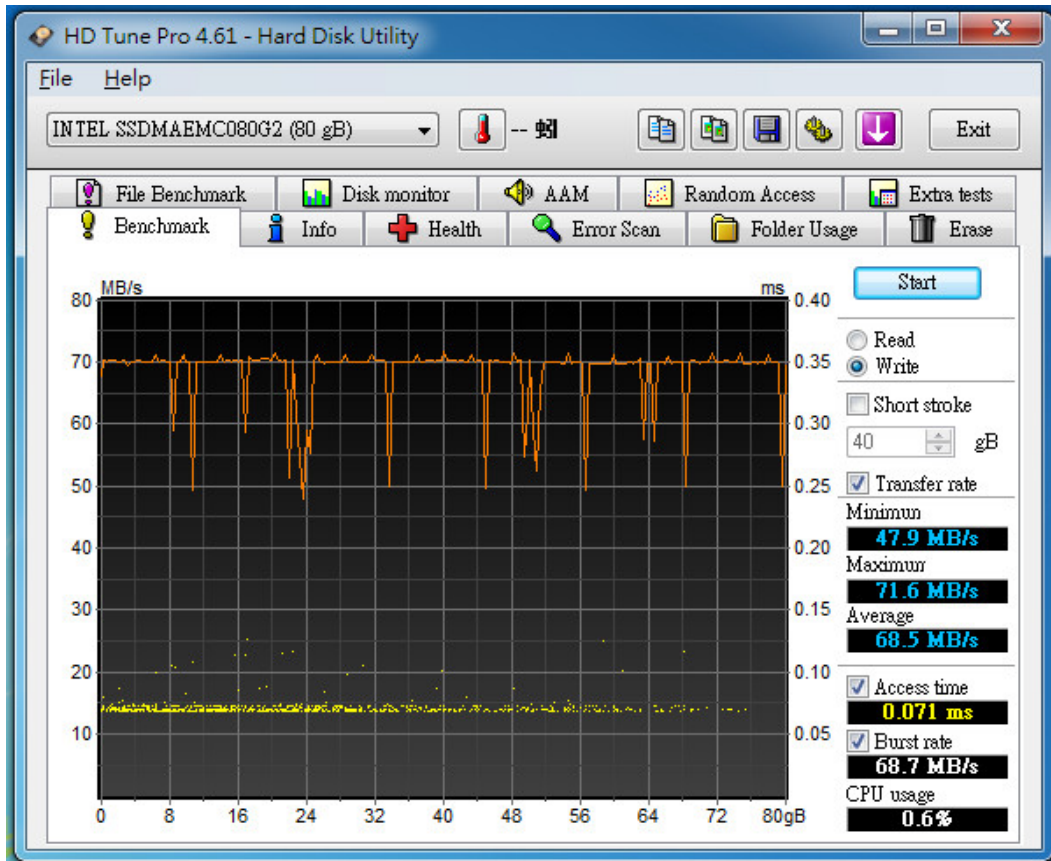 HD Tune Pro 4.61 - Hard Disk Utility
File Help
INTEL SSDMAEMC080G2 (80 gB) -- 蚓 Exit
File Benchmark Disk monitor AAM Random Access Extra tests
Benchmark Info Health Error Scan Folder Usage Erase
MB/s ms
80 0.40
70 0.35
60 0.30
50 0.25
40 0.20
30 0.15
20 0.10
10 0.05
0 8 16 24 32 40 48 56 64 72 80gB
Start
Read
Write
Short stroke
40 gB
Transfer rate
Minimun
47.9 MB/s
Maximun
71.6 MB/s
Average
68.5 MB/s
Access time
0.071 ms
Burst rate
68.7 MB/s
CPU usage
0.6%